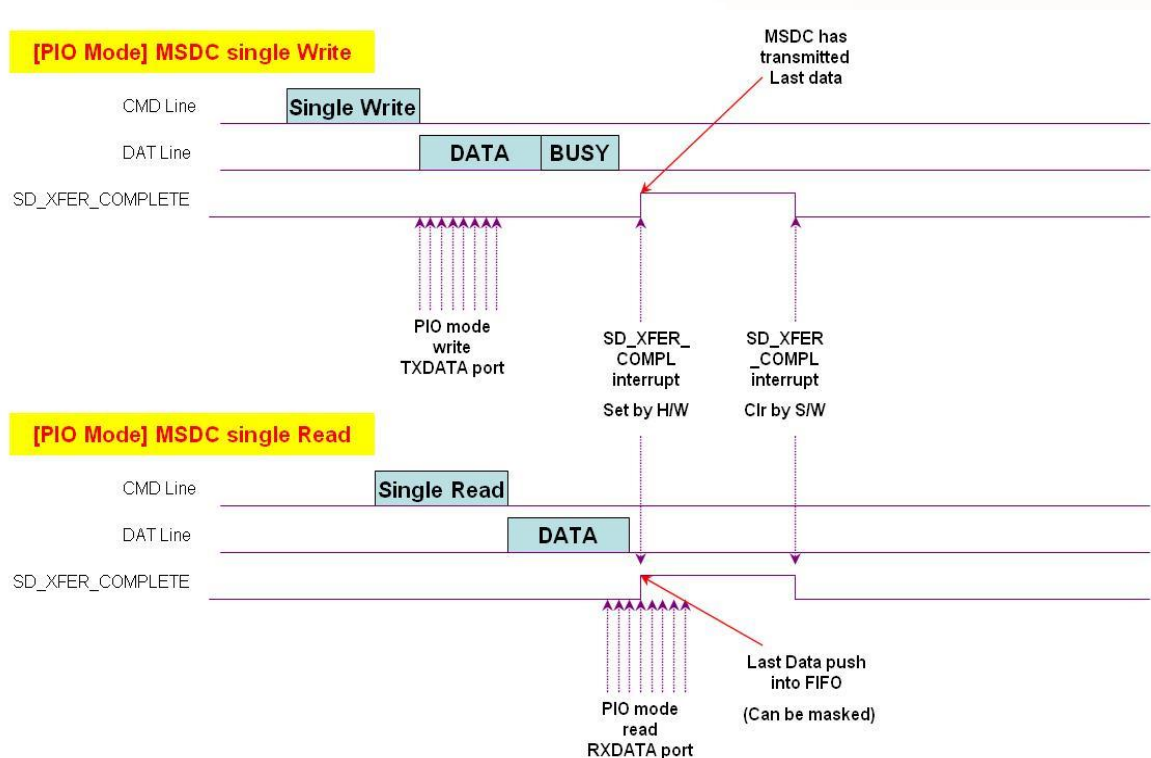 [PIO Mode] MSDC single Write
MSDC has
transmitted
Last data
CMD Line
Single Write
DAT Line
DATA
BUSY
SD_XFER_COMPLETE
PIO mode
write
TXDATA port
SD_XFER_
COMPL
interrupt
Set by H/W
SD_XFER
_COMPL
interrupt
Clr by S/W
[PIO Mode] MSDC single Read
CMD Line
Single Read
DAT Line
DATA
SD_XFER_COMPLETE
PIO mode
read
RXDATA port
Last Data push
into FIFO
(Can be masked)